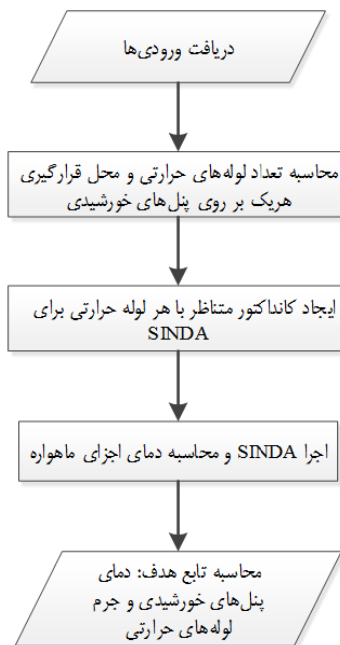 دریافت ورودی‌ها
محاسبه تعداد لوله‌های حرارتی و محل قرارگیری
هریک بر روی پنل‌های خورشیدی
ایجاد کانداکتور متناظر با هر لوله حرارتی برای
SINDA
اجرا SINDA و محاسبه دمای اجزای ماهواره
محاسبه تابع هدف: دمای
پنل‌های خورشیدی و جرم
لوله‌های حرارتی